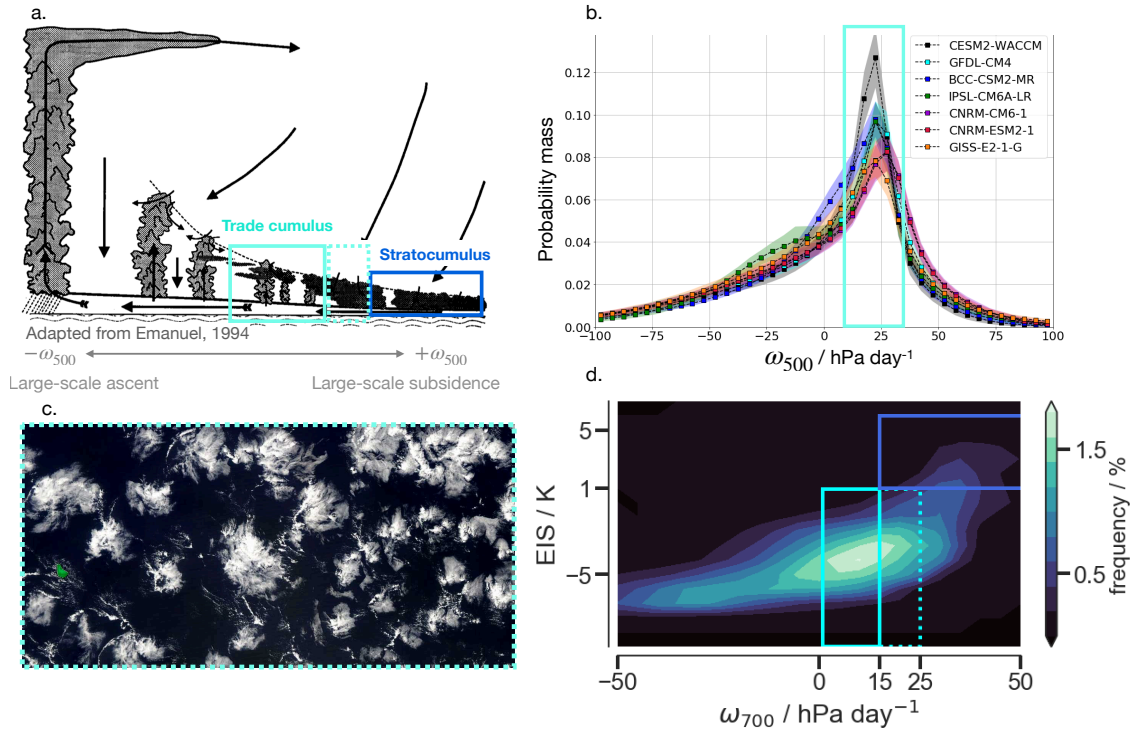 a.
Trade cumulus
Stratocumulus
Adapted from Emanuel, 1994
−ω500
+ω500
Large-scale ascent
Large-scale subsidence
b.
Probability mass
0.12
0.10
0.08
0.06
0.04
0.02
0.00
−100
−75
−50
−25
0
25
50
75
100
ω500 / hPa day-1
CESM2-WACCM
GFDL-CM4
BCC-CSM2-MR
IPSL-CM6A-LR
CNRM-CM6-1
CNRM-ESM2-1
GISS-E2-1-G
c.
d.
EIS / K
5
1
−5
−50
0
15
25
50
ω700 / hPa day−1
1.5
0.5
frequency / %